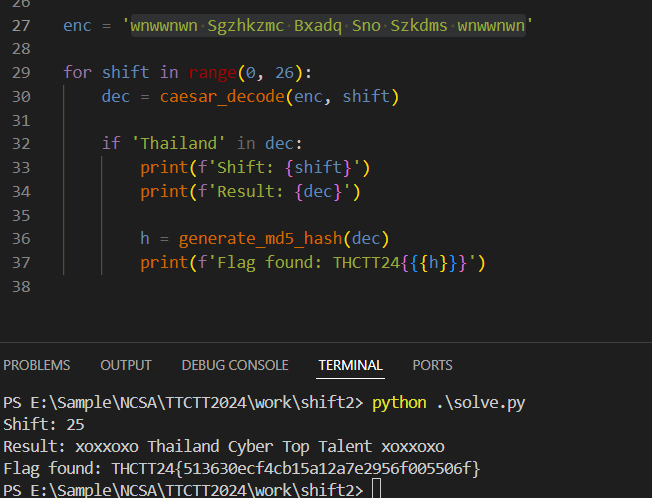 26
27 enc = 'wnwwnwn Sgzhkzmc Bxadq Sno Szkdms wnwwnwn'
28
29 for shift in range(0, 26):
30 dec = caesar_decode(enc, shift)
31
32 if 'Thailand' in dec:
33 print(f'Shift: {shift}')
34 print(f'Result: {dec}')
35
36 h = generate_md5_hash(dec)
37 print(f'Flag found: THCTT24{{{h}}}')
38
PROBLEMS OUTPUT DEBUG CONSOLE TERMINAL PORTS
PS E:\Sample\NCSA\TTCTT2024\work\shift2> python .\solve.py
Shift: 25
Result: xoxxoxo Thailand Cyber Top Talent xoxxoxo
Flag found: THCTT24{513630ecf4cb15a12a7e2956f005506f}
PS E:\Sample\NCSA\TTCTT2024\work\shift2>